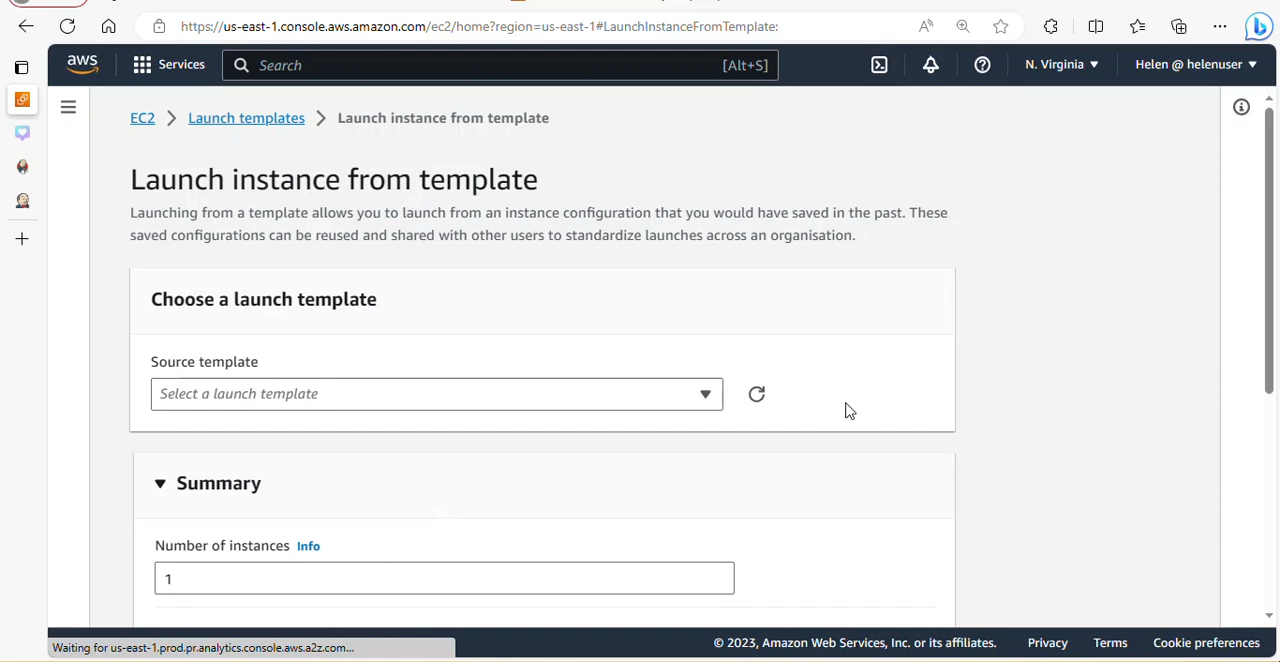 https://us-east-1.console.aws.amazon.com/ec2/home?region=us-east-1#LaunchInstanceFromTemplate:
aws Services Search [Alt+S] N. Virginia Helen @ helenuser
EC2 Launch templates Launch instance from template
Launch instance from template
Launching from a template allows you to launch from an instance configuration that you would have saved in the past. These
saved configurations can be reused and shared with other users to standardize launches across an organisation.
Choose a launch template
Source template
Select a launch template
Summary
Number of instances Info
1
Waiting for us-east-1.prod.pr.analytics.console.aws.a2z.com...
© 2023, Amazon Web Services, Inc. or its affiliates. Privacy Terms Cookie preferences